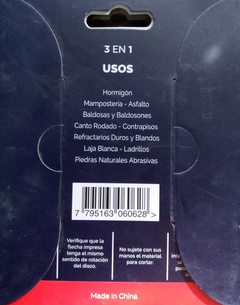 3 EN 1
USOS
Hormigón
Mampostería - Asfalto
Baldosas y Baldosones
Canto Rodado - Contrapisos
Refractarios Duros y Blandos
Laja Blanca - Ladrillos
Piedras Naturales Abrasivas
7 795163 060628 >
Verifique que la
flecha impresa
tenga el mismo
sentido de rotación
del disco.
No sujete con sus
manos el material
para cortar.
Made in China